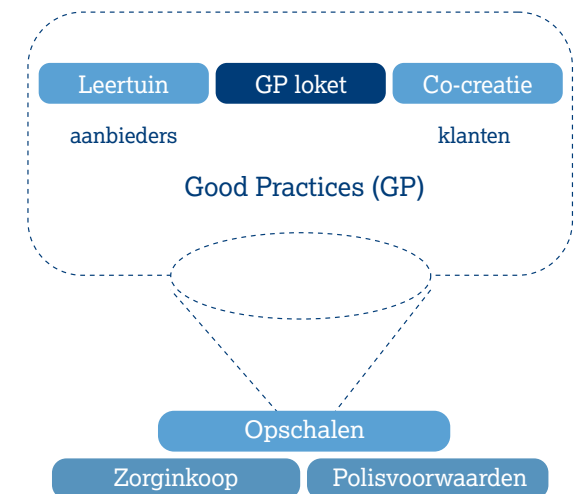 Leertuin GP loket Co-creatie
aanbieders klanten
Good Practices (GP)
Opschalen
Zorginkoop Polisvoorwaarden